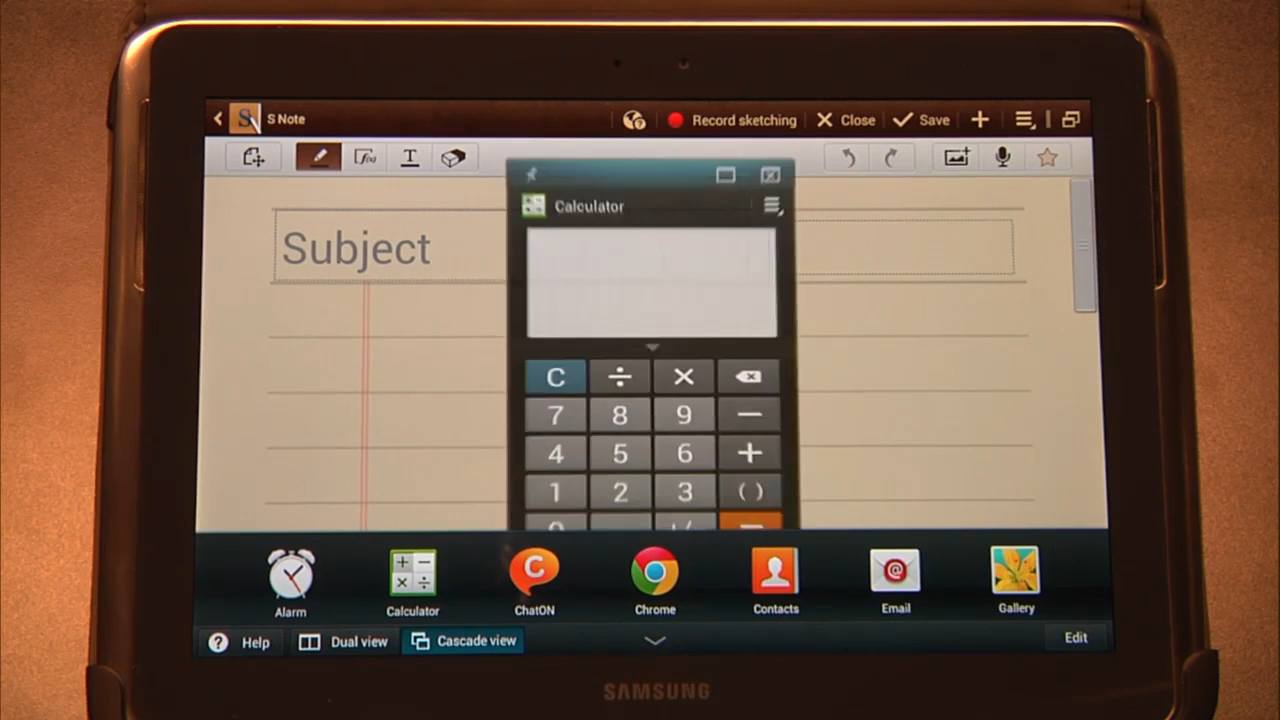 S Note
Record sketching
Close
Save
T
Calculator
Subject
C ÷ ×
7 8 9 −
4 5 6 +
1 2 3 ( )
Alarm
Calculator
ChatON
Chrome
Contacts
Email
Gallery
? Help
Dual view
Cascade view
Edit
SAMSUNG